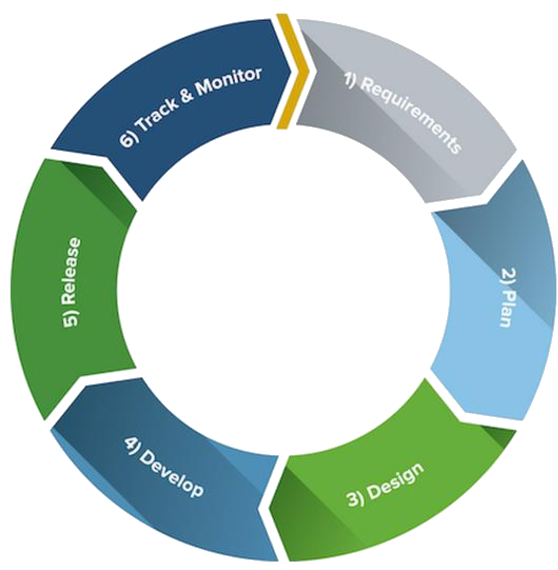 1) Requirements
2) Plan
3) Design
4) Develop
5) Release
6) Track & Monitor